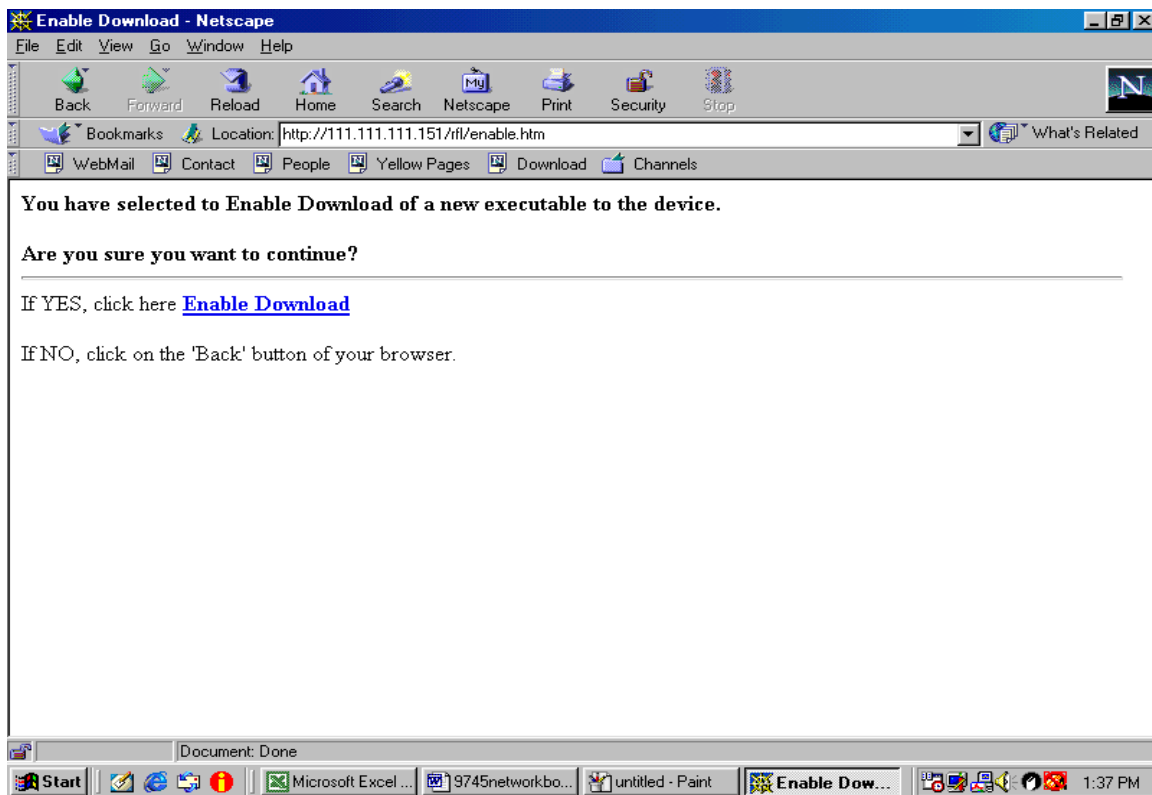 Enable Download - Netscape
File Edit View Go Window Help
Back Forward Reload Home Search Netscape Print Security Stop
My
N
Bookmarks Location: http://111.111.111.151/rfl/enable.htm What's Related
WebMail Contact People Yellow Pages Download Channels
You have selected to Enable Download of a new executable to the device.
Are you sure you want to continue?
If YES, click here Enable Download
If NO, click on the 'Back' button of your browser.
Document: Done
Start Microsoft Excel ... 9745networkbo... untitled - Paint Enable Dow... 1:37 PM